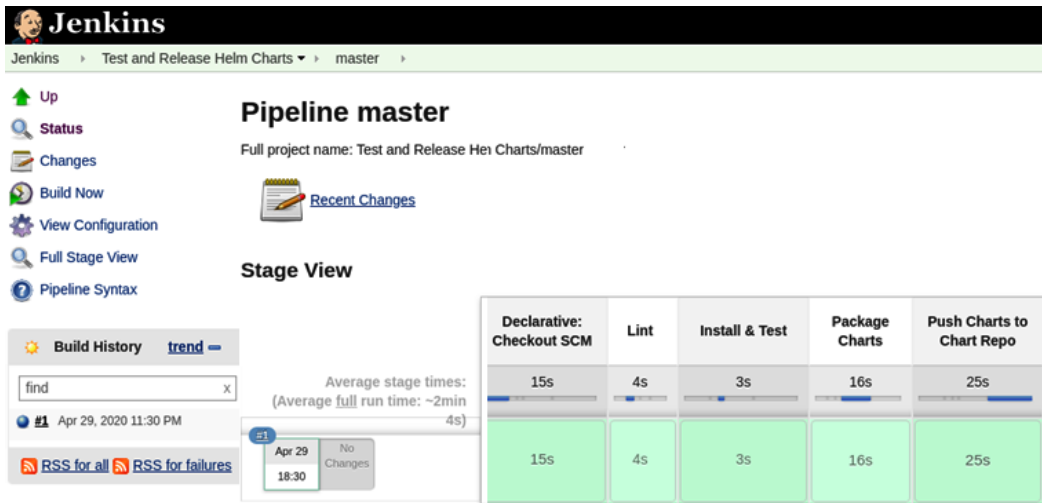 Jenkins
Jenkins Test and Release Helm Charts master
Up
Status
Changes
Build Now
View Configuration
Full Stage View
Pipeline Syntax
Build History trend
find x
#1 Apr 29, 2020 11:30 PM
RSS for all RSS for failures
Pipeline master
Full project name: Test and Release Hen Charts/master
Recent Changes
Stage View
Declarative: Checkout SCM Lint Install & Test Package Charts Push Charts to Chart Repo
Average stage times: 15s 4s 3s 16s 25s
(Average full run time: ~2min
4s)
#1
Apr 29 No Changes
18:30
15s 4s 3s 16s 25s